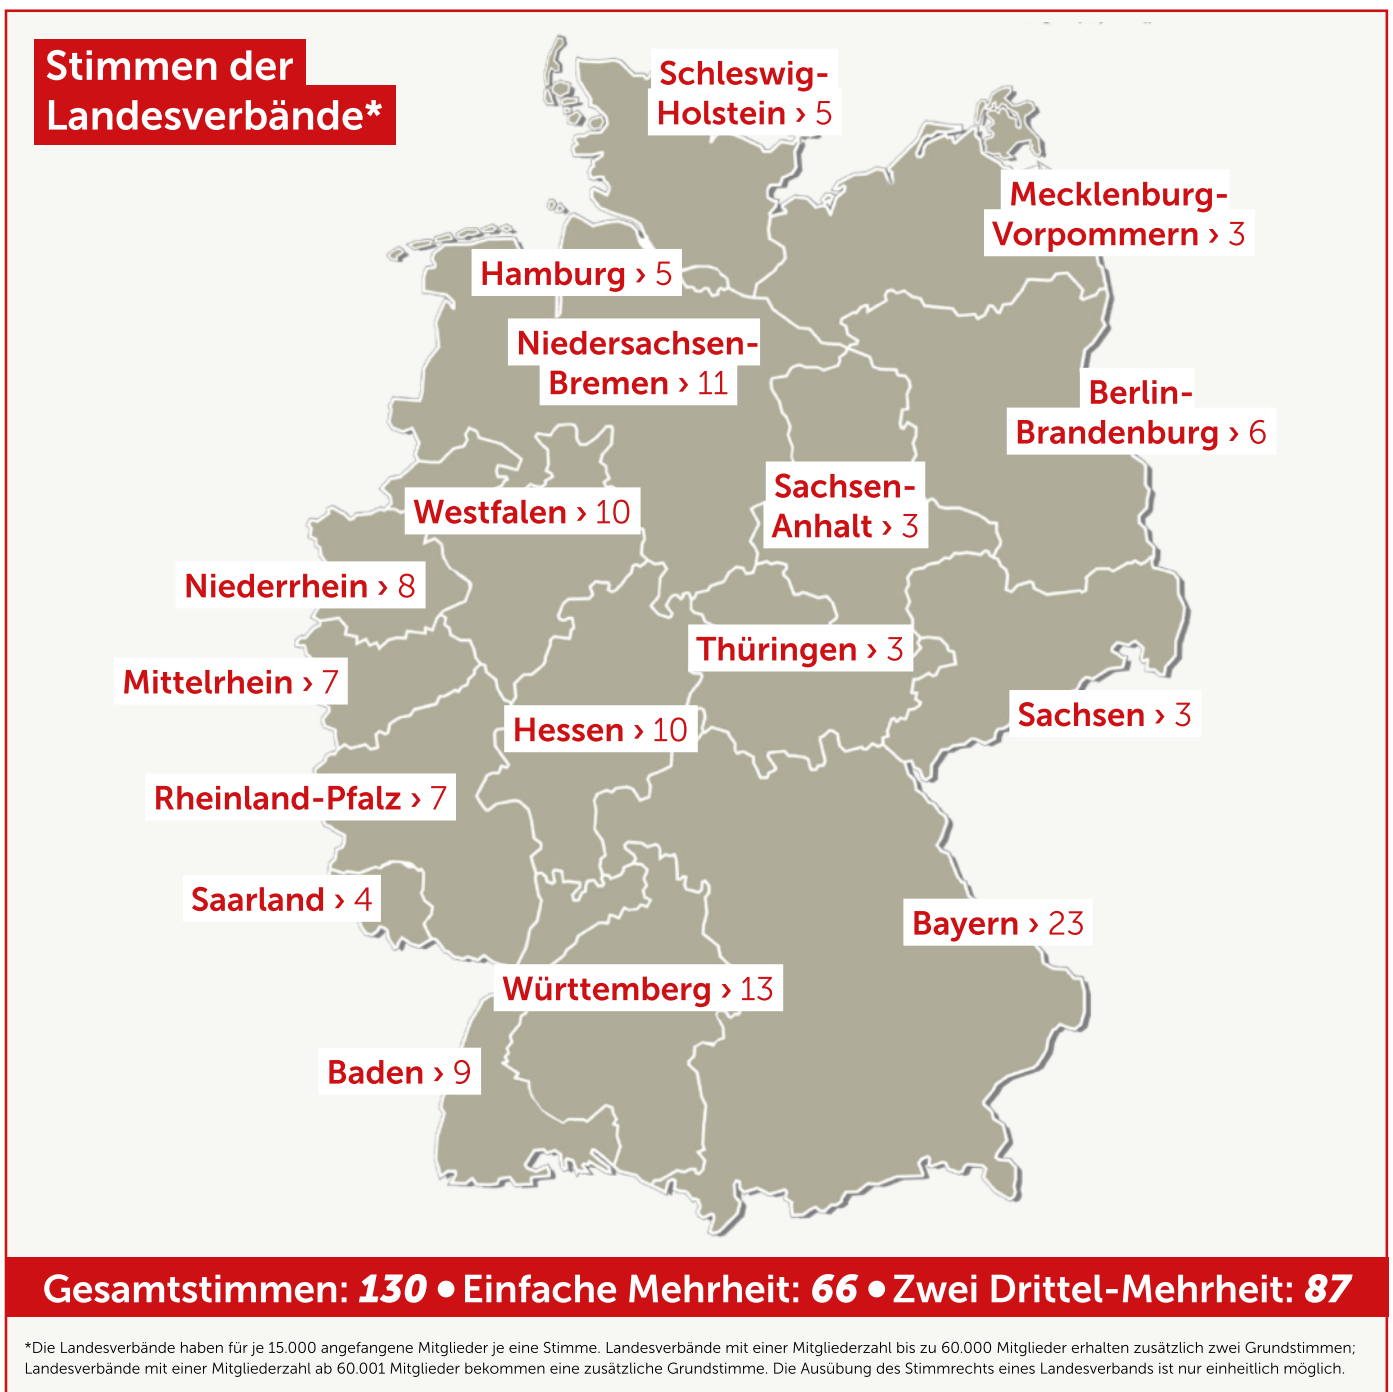 Stimmen der
Landesverbände*
Schleswig-
Holstein › 5
Mecklenburg-
Vorpommern › 3
Hamburg › 5
Niedersachsen-
Bremen › 11
Berlin-
Brandenburg › 6
Sachsen-
Anhalt › 3
Westfalen › 10
Niederrhein › 8
Thüringen › 3
Mittelrhein › 7
Sachsen › 3
Hessen › 10
Rheinland-Pfalz › 7
Saarland › 4
Bayern › 23
Württemberg › 13
Baden › 9
Gesamtstimmen: 130 • Einfache Mehrheit: 66 • Zwei Drittel-Mehrheit: 87
*Die Landesverbände haben für je 15.000 angefangene Mitglieder je eine Stimme. Landesverbände mit einer Mitgliederzahl bis zu 60.000 Mitglieder erhalten zusätzlich zwei Grundstimmen;
Landesverbände mit einer Mitgliederzahl ab 60.001 Mitglieder bekommen eine zusätzliche Grundstimme. Die Ausübung des Stimmrechts eines Landesverbands ist nur einheitlich möglich.